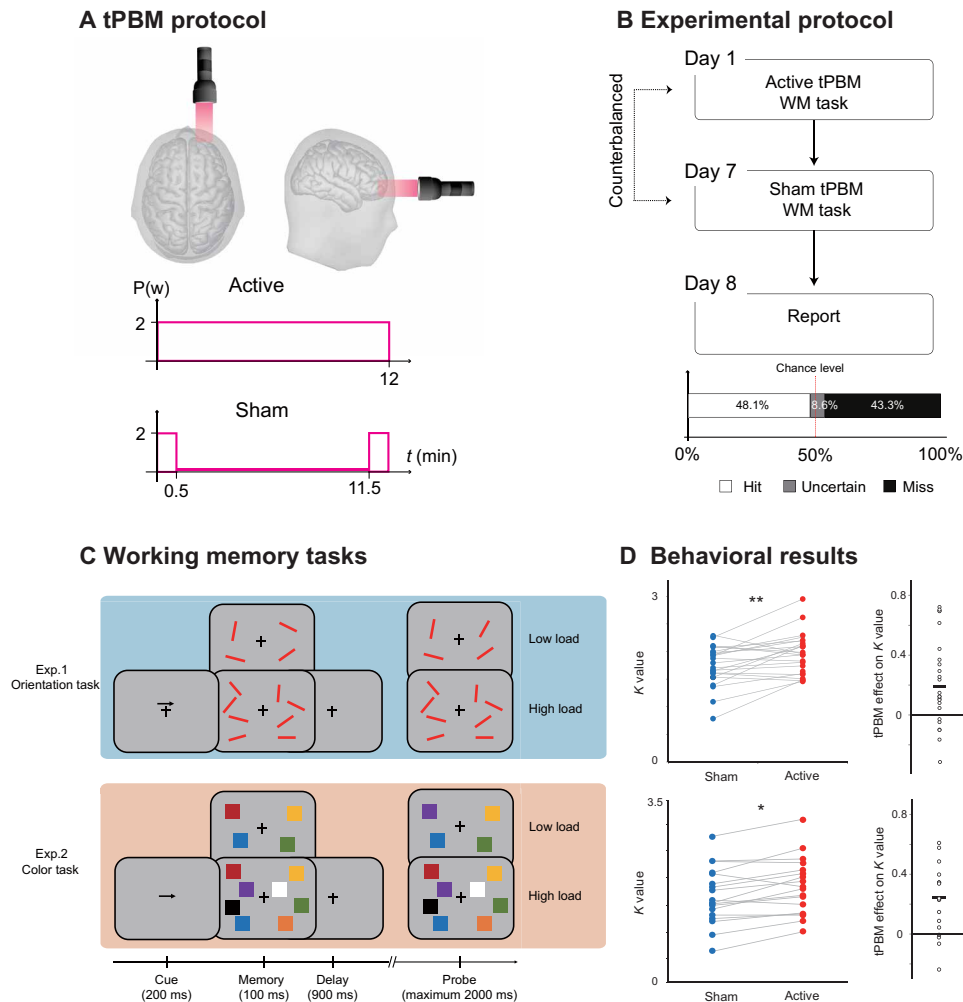 A tPBM protocol
P(w)
Active
2
12
Sham
2
t (min)
0.5
11.5
B Experimental protocol
Day 1
Active tPBM
WM task
Counterbalanced
Day 7
Sham tPBM
WM task
Day 8
Report
Chance level
48.1%
8.6%
43.3%
0%
50%
100%
Hit
Uncertain
Miss
C Working memory tasks
Exp.1
Orientation task
Low load
High load
Exp.2
Color task
Low load
High load
Cue
(200 ms)
Memory
(100 ms)
Delay
(900 ms)
Probe
(maximum 2000 ms)
D Behavioral results
3
**
K value
0
Sham
Active
0.8
tPBM effect on K value
0.4
0
3.5
*
K value
0
Sham
Active
0.8
tPBM effect on K value
0.4
0